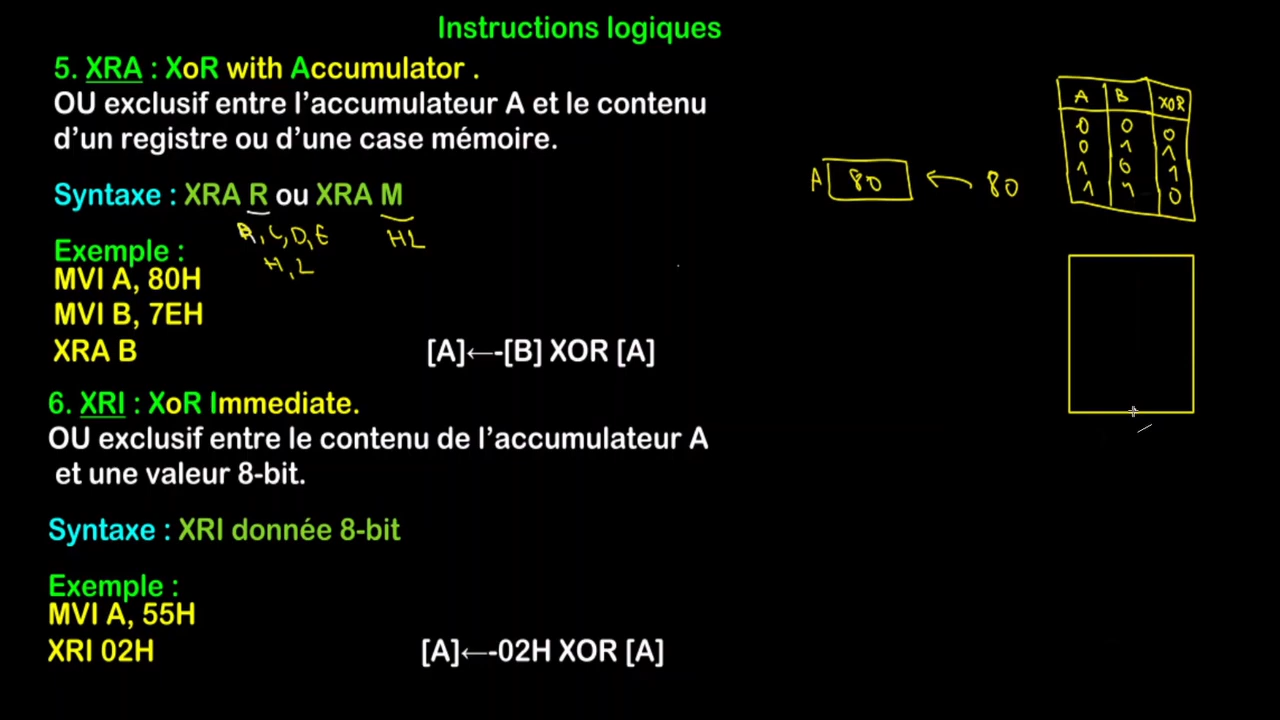 Instructions logiques
5. XRA : XoR with Accumulator .
OU exclusif entre l'accumulateur A et le contenu
d'un registre ou d'une case mémoire.
Syntaxe : XRA R ou XRA M
B, C, D, E
H, L
HL
Exemple :
MVI A, 80H
MVI B, 7EH
XRA B
[A]←-[B] XOR [A]
6. XRI : XoR Immediate.
OU exclusif entre le contenu de l'accumulateur A
et une valeur 8-bit.
Syntaxe : XRI donnée 8-bit
Exemple :
MVI A, 55H
XRI 02H
[A]←-02H XOR [A]
A 80 ← 80
A B XOR
0 0 0
0 1 1
1 0 1
1 1 0